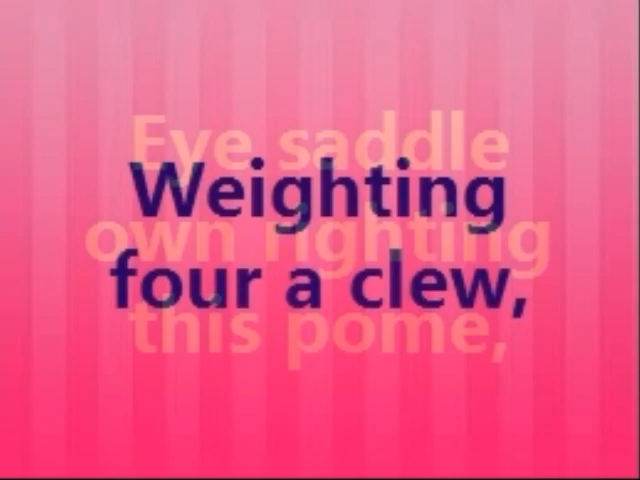 Eye saddle
Weighting
own righting
four a clew,
this pome,